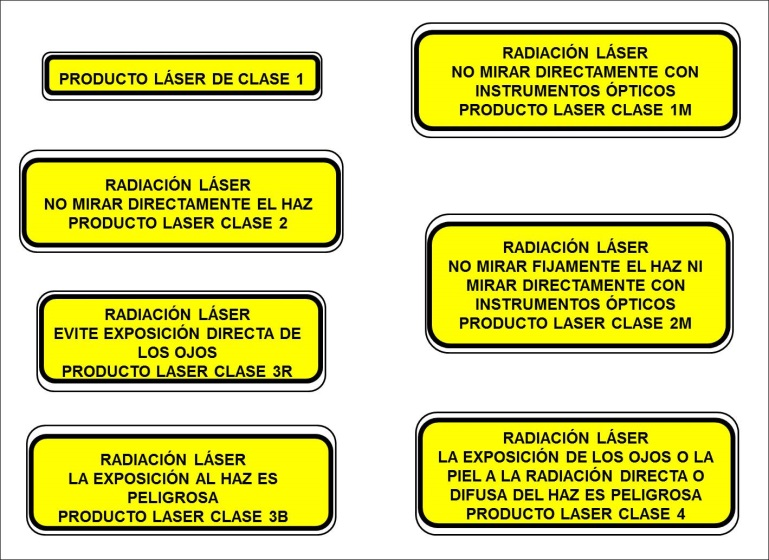 PRODUCTO LÁSER DE CLASE 1
RADIACIÓN LÁSER
NO MIRAR DIRECTAMENTE CON
INSTRUMENTOS ÓPTICOS
PRODUCTO LASER CLASE 1M
RADIACIÓN LÁSER
NO MIRAR DIRECTAMENTE EL HAZ
PRODUCTO LASER CLASE 2
RADIACIÓN LÁSER
NO MIRAR FIJAMENTE EL HAZ NI
MIRAR DIRECTAMENTE CON
INSTRUMENTOS ÓPTICOS
PRODUCTO LASER CLASE 2M
RADIACIÓN LÁSER
EVITE EXPOSICIÓN DIRECTA DE
LOS OJOS
PRODUCTO LASER CLASE 3R
RADIACIÓN LÁSER
LA EXPOSICIÓN AL HAZ ES
PELIGROSA
PRODUCTO LASER CLASE 3B
RADIACIÓN LÁSER
LA EXPOSICIÓN DE LOS OJOS O LA
PIEL A LA RADIACIÓN DIRECTA O
DIFUSA DEL HAZ ES PELIGROSA
PRODUCTO LASER CLASE 4